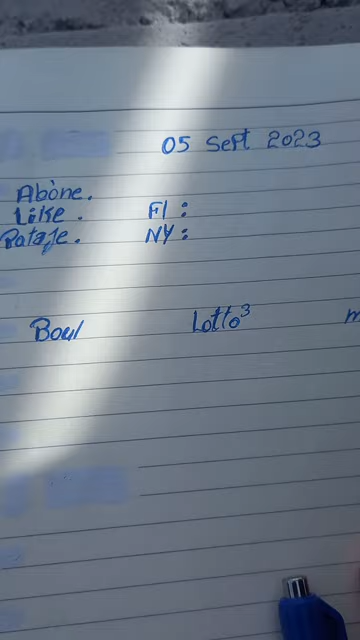 05 Sept 2023
Abòne.
Like. Fl:
Pataje. NY:
Boul Lotto³ m